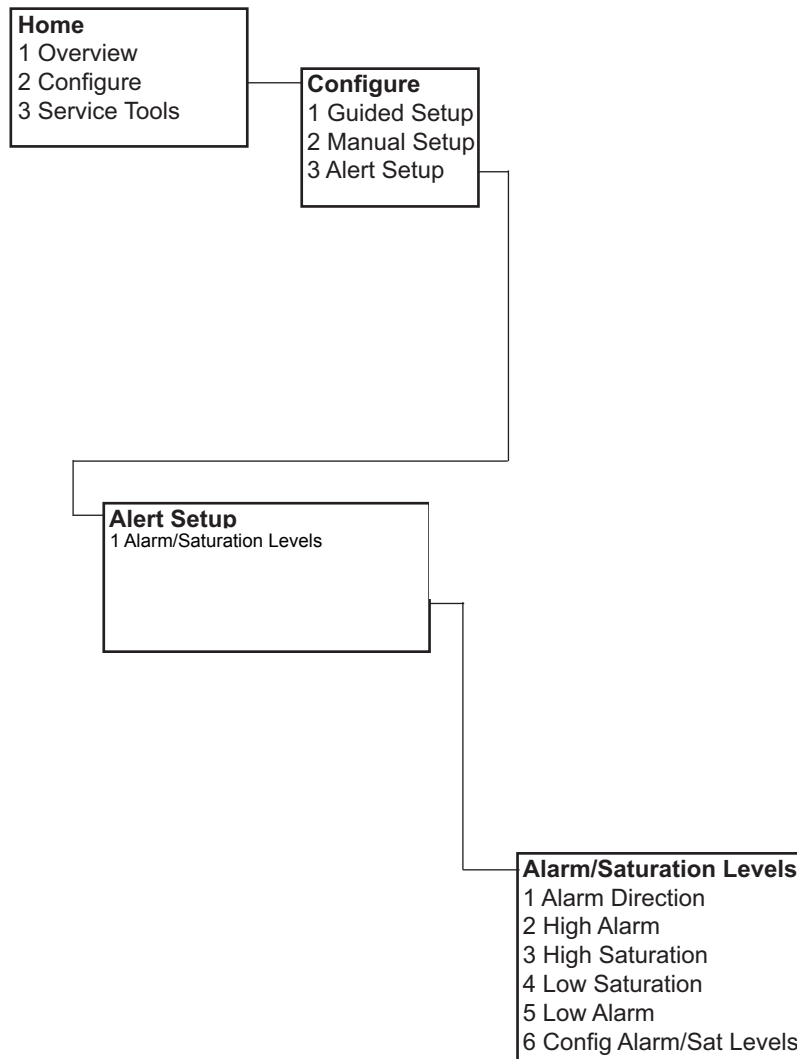 Home
1 Overview
2 Configure
3 Service Tools
Configure
1 Guided Setup
2 Manual Setup
3 Alert Setup
Alert Setup
1 Alarm/Saturation Levels
Alarm/Saturation Levels
1 Alarm Direction
2 High Alarm
3 High Saturation
4 Low Saturation
5 Low Alarm
6 Config Alarm/Sat Levels